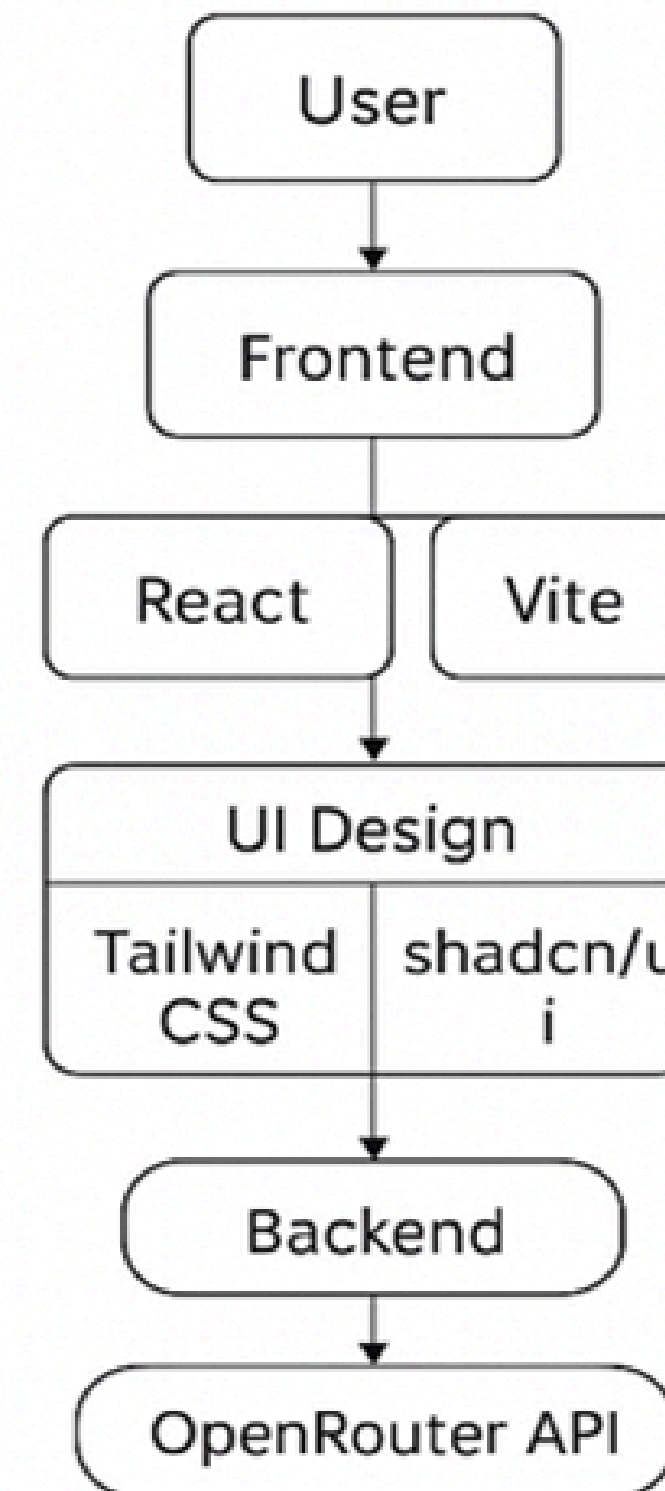 User
Frontend
React
Vite
UI Design
Tailwind
CSS
shadcn/u
i
Backend
OpenRouter API